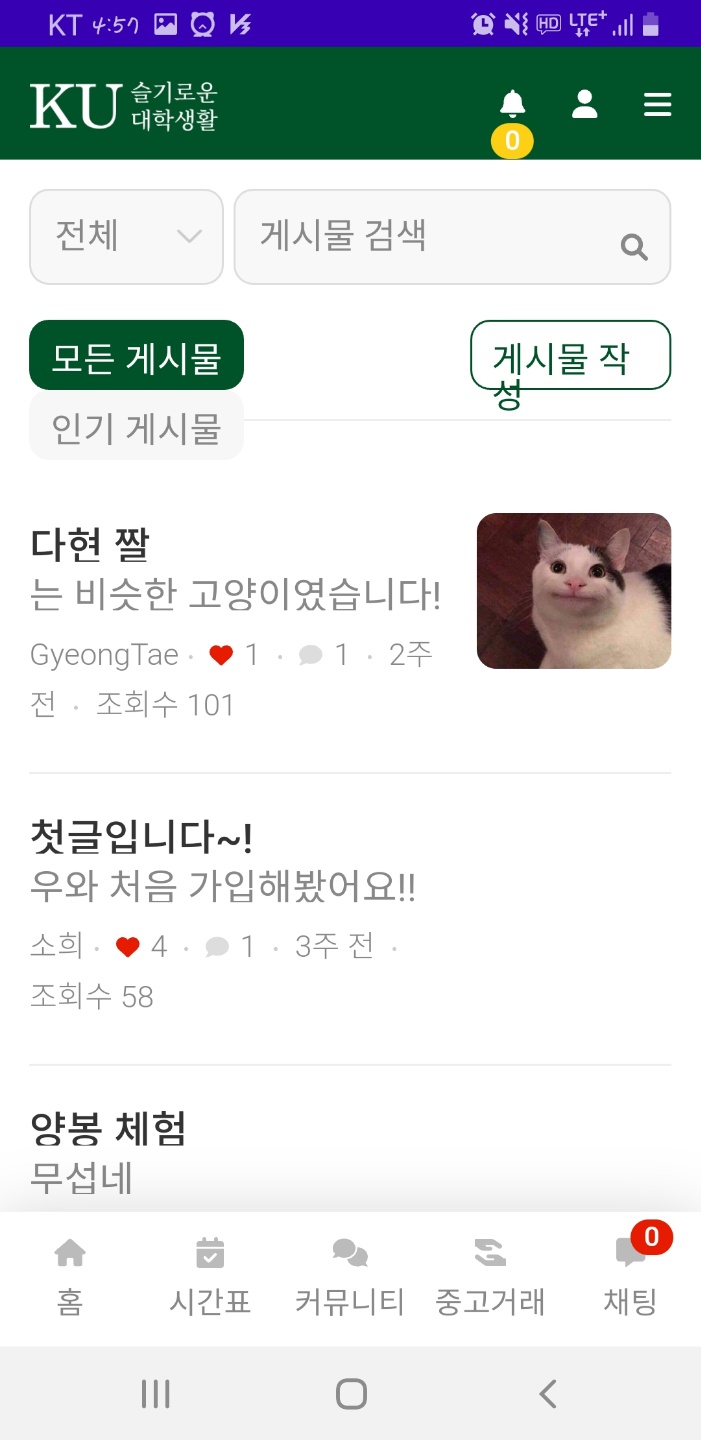 KT 4:57 HD LTE+
KU 슬기로운
대학생활
0
전체 게시물 검색
모든 게시물 게시물 작
성
인기 게시물
다현 짤
는 비슷한 고양이였습니다!
GyeongTae · 1 · 1 · 2주
전 · 조회수 101
첫글입니다~!
우와 처음 가입해봤어요!!
소희 · 4 · 1 · 3주 전 ·
조회수 58
양봉 체험
무섭네
0
홈 시간표 커뮤니티 중고거래 채팅